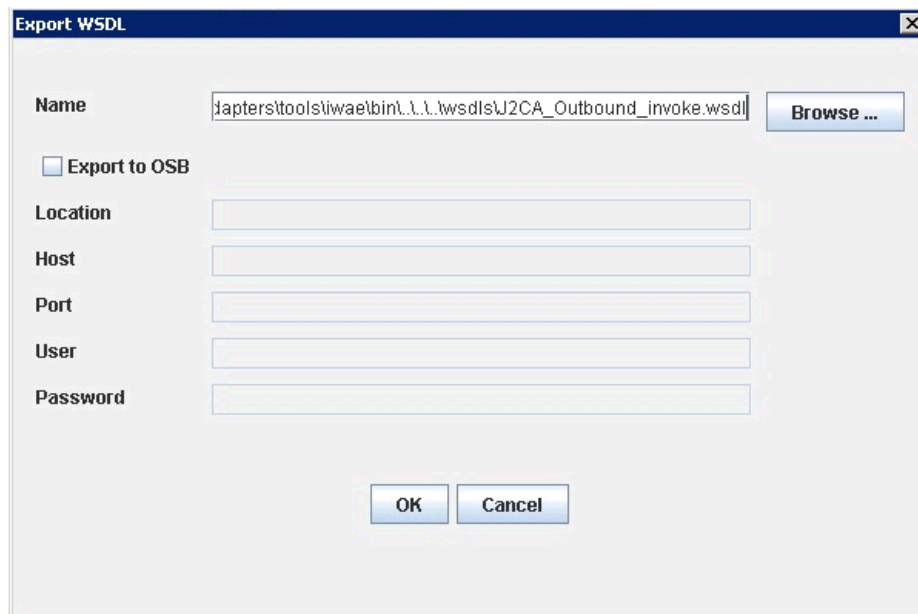 Export WSDL
Name
dapters\tools\iwae\bin\..\..\..\wsdls\J2CA_Outbound_invoke.wsdl
Browse ...
Export to OSB
Location
Host
Port
User
Password
OK
Cancel